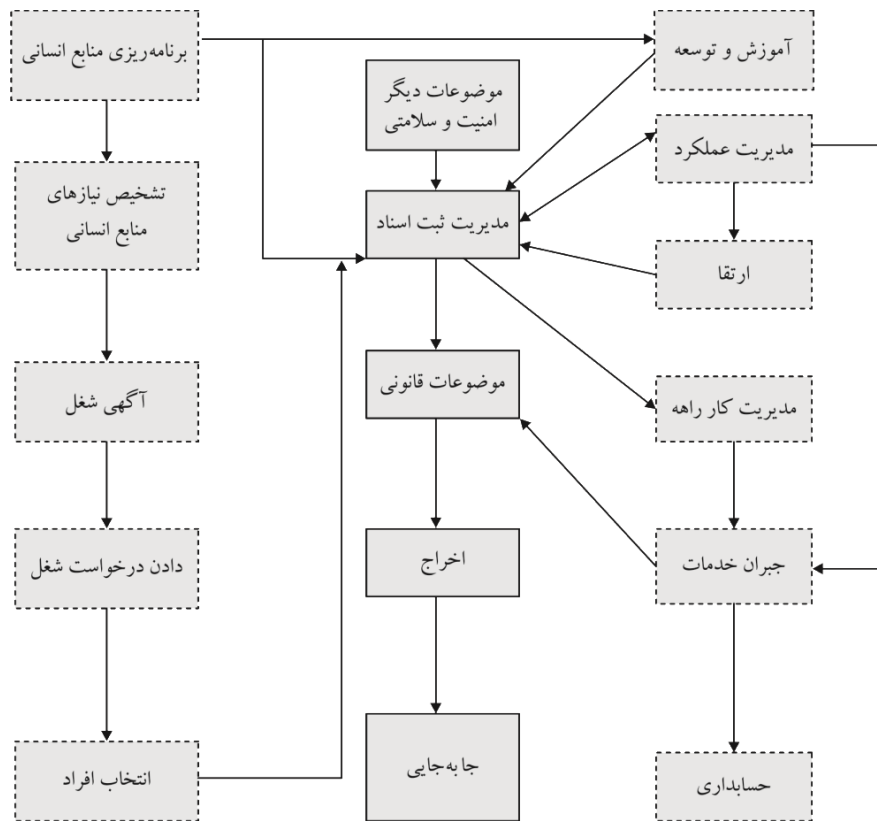 برنامه‌ریزی منابع انسانی
آموزش و توسعه
موضوعات دیگر
امنیت و سلامتی
مدیریت عملکرد
تشخیص نیازهای
منابع انسانی
مدیریت ثبت اسناد
ارتقا
آگهی شغل
موضوعات قانونی
مدیریت کار راهه
دادن درخواست شغل
اخراج
جبران خدمات
انتخاب افراد
جا به‌جایی
حسابداری